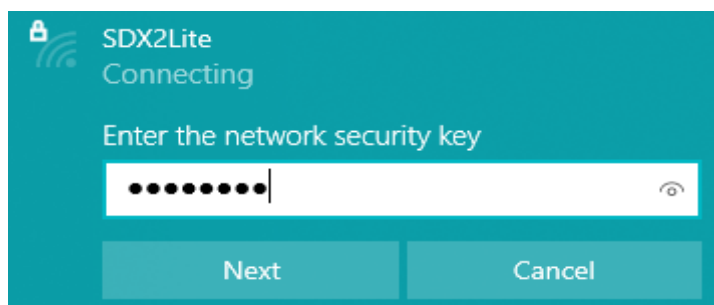 SDX2Lite
Connecting
Enter the network security key
••••••••
Next
Cancel